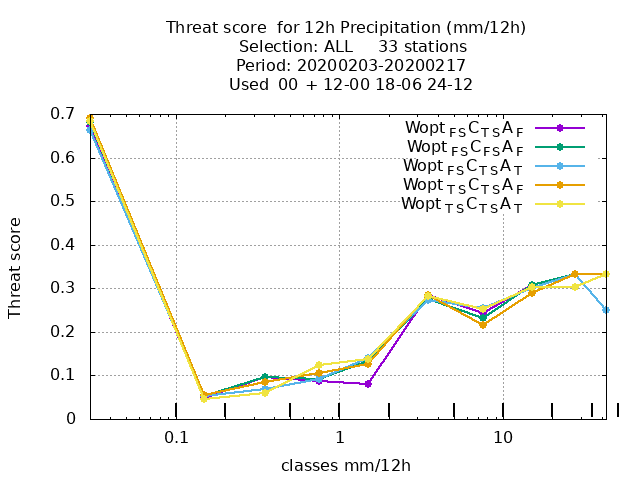 Threat score  for 12h Precipitation (mm/12h)
Selection: ALL     33 stations
Period: 20200203-20200217
Used  00 + 12-00 18-06 24-12
Wopt FS C TS A F
Wopt FS C FS A F
Wopt FS C TS A T
Wopt TS C TS A F
Wopt TS C TS A T
0.7
0.6
0.5
0.4
0.3
0.2
0.1
0
Threat score
0.1 1 10
classes mm/12h